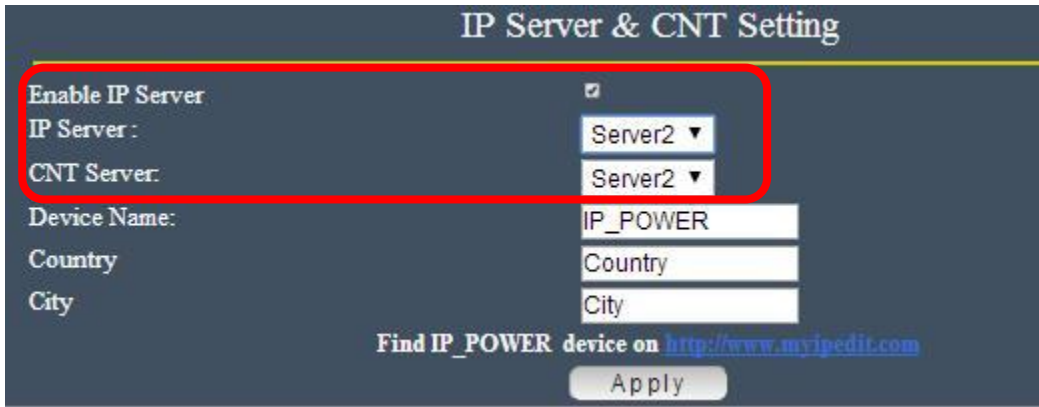 IP Server & CNT Setting
Enable IP Server
IP Server : Server2
CNT Server: Server2
Device Name: IP_POWER
Country Country
City City
Find IP_POWER device on http://www.myipedit.com
Apply